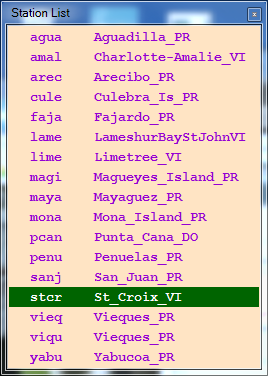 Station List
agua Aguadilla_PR
amal Charlotte-Amalie_VI
arec Arecibo_PR
cule Culebra_Is_PR
faja Fajardo_PR
lame LameshurBayStJohnVI
lime Limetree_VI
magi Magueyes_Island_PR
maya Mayaguez_PR
mona Mona_Island_PR
pcan Punta_Cana_DO
penu Penuelas_PR
sanj San_Juan_PR
stcr St_Croix_VI
vieq Vieques_PR
viqu Vieques_PR
yabu Yabucoa_PR